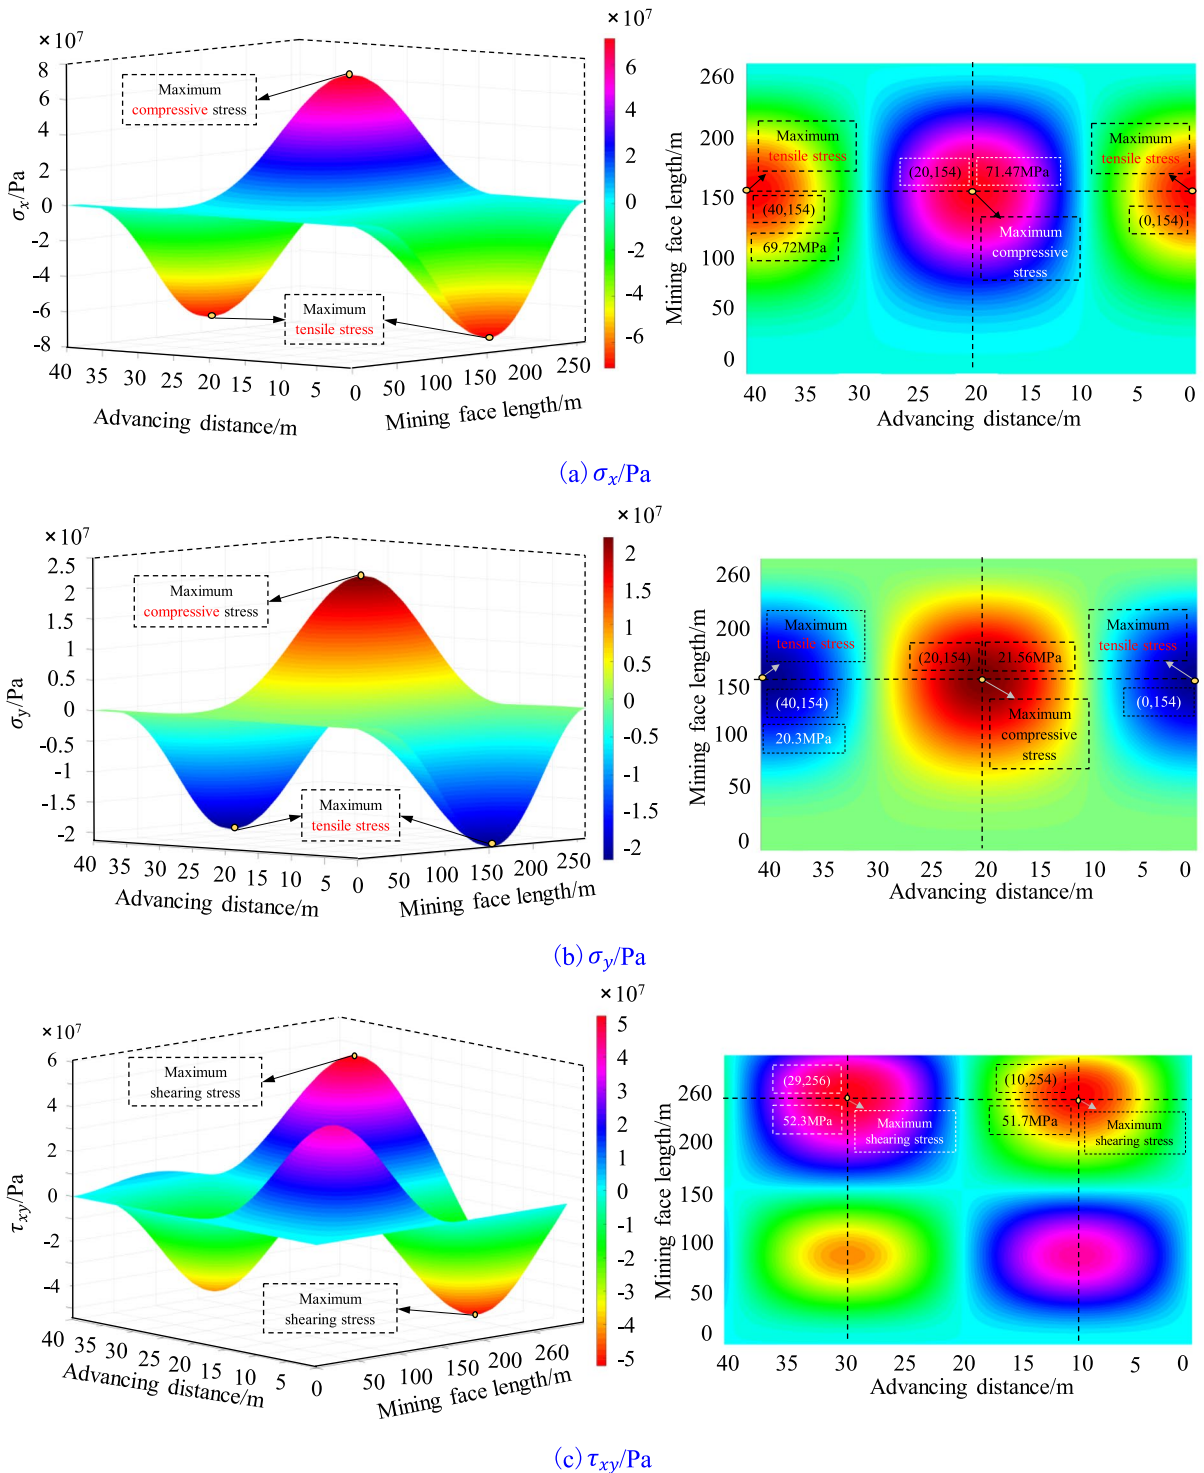 ×10⁷
8
6
4
2
0
-2
-4
-6
-8
σₓ/Pa
Maximum
compressive stress
Maximum
tensile stress
40 35 30 25 20 15 10 5 0
50 100 150 200 250
Advancing distance/m
Mining face length/m
×10⁷
6
4
2
0
-2
-4
-6
260
200
150
100
50
0
Mining face length/m
Maximum
tensile stress
(40,154)
69.72MPa
(20,154)
71.47MPa
Maximum
compressive
stress
Maximum
tensile stress
(0,154)
40 35 30 25 20 15 10 5 0
Advancing distance/m
(a) σₓ/Pa
×10⁷
2.5
2
1.5
1
0.5
0
-0.5
-1
-1.5
-2
σ_y/Pa
Maximum
compressive stress
Maximum
tensile stress
40 35 30 25 20 15 10 5 0
50 100 150 200 250
Advancing distance/m
Mining face length/m
×10⁷
2
1.5
1
0.5
0
-0.5
-1
-1.5
-2
260
200
150
100
50
0
Mining face length/m
Maximum
tensile stress
(40,154)
20.3MPa
(20,154)
21.56MPa
Maximum
compressive
stress
Maximum
tensile stress
(0,154)
40 35 30 25 20 15 10 5 0
Advancing distance/m
(b) σ_y/Pa
×10⁷
6
4
2
0
-2
-4
τ_xy/Pa
Maximum
shearing stress
Maximum
shearing stress
40 35 30 25 20 15 10 5 0
50 100 150 200 260
Advancing distance/m
Mining face length/m
×10⁷
5
4
3
2
1
0
-1
-2
-3
-4
-5
260
200
150
100
50
0
Mining face length/m
(29,256)
52.3MPa
Maximum
shearing stress
(10,254)
51.7MPa
Maximum
shearing stress
40 35 30 25 20 15 10 5 0
Advancing distance/m
(c) τ_xy/Pa